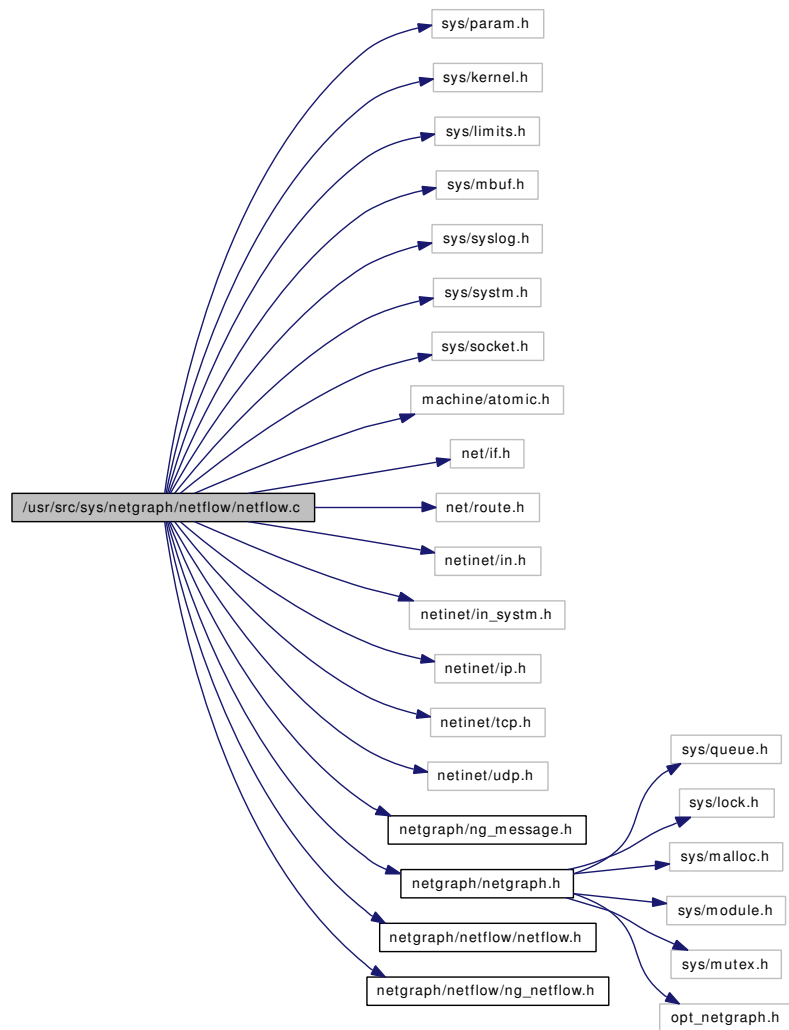 sys/param.h
sys/kernel.h
sys/limits.h
sys/mbuf.h
sys/syslog.h
sys/systm.h
sys/socket.h
machine/atomic.h
net/if.h
/usr/src/sys/netgraph/netflow/netflow.c
net/route.h
netinet/in.h
netinet/in_systm.h
netinet/ip.h
netinet/tcp.h
netinet/udp.h
netgraph/ng_message.h
netgraph/netgraph.h
netgraph/netflow/netflow.h
netgraph/netflow/ng_netflow.h
sys/queue.h
sys/lock.h
sys/malloc.h
sys/module.h
sys/mutex.h
opt_netgraph.h